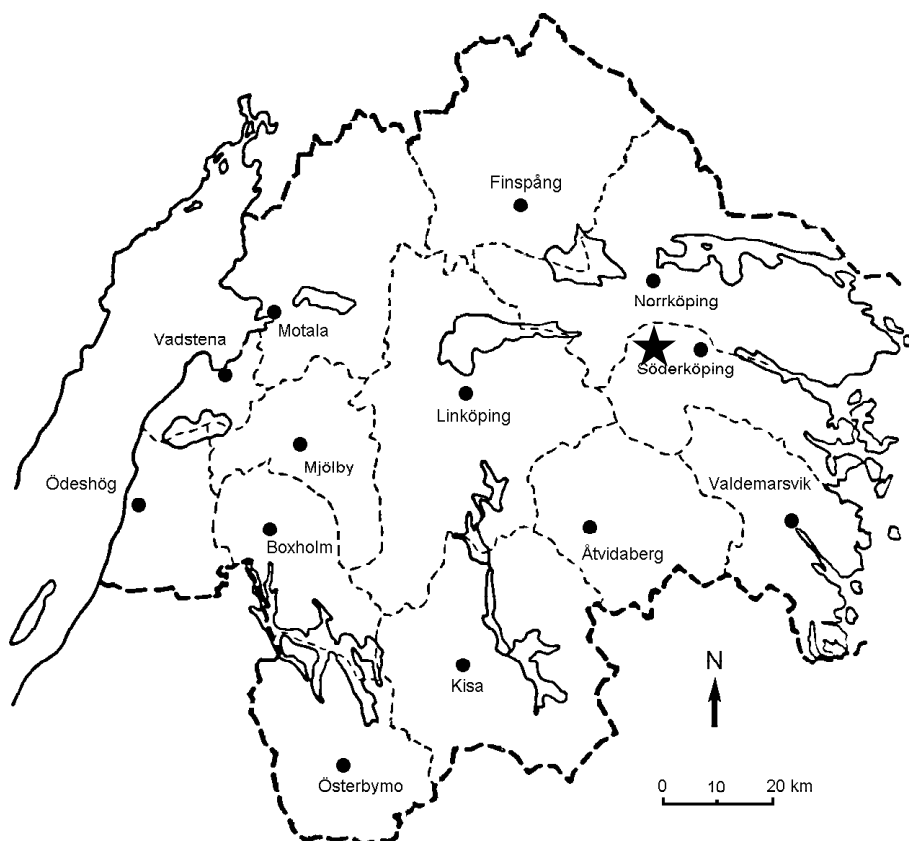 Finspång
Norrköping
Motala
Vadstena
Söderköping
Linköping
Mjölby
Ödeshög
Valdemarsvik
Boxholm
Åtvidaberg
N
Kisa
Österbymo
0 10 20 km